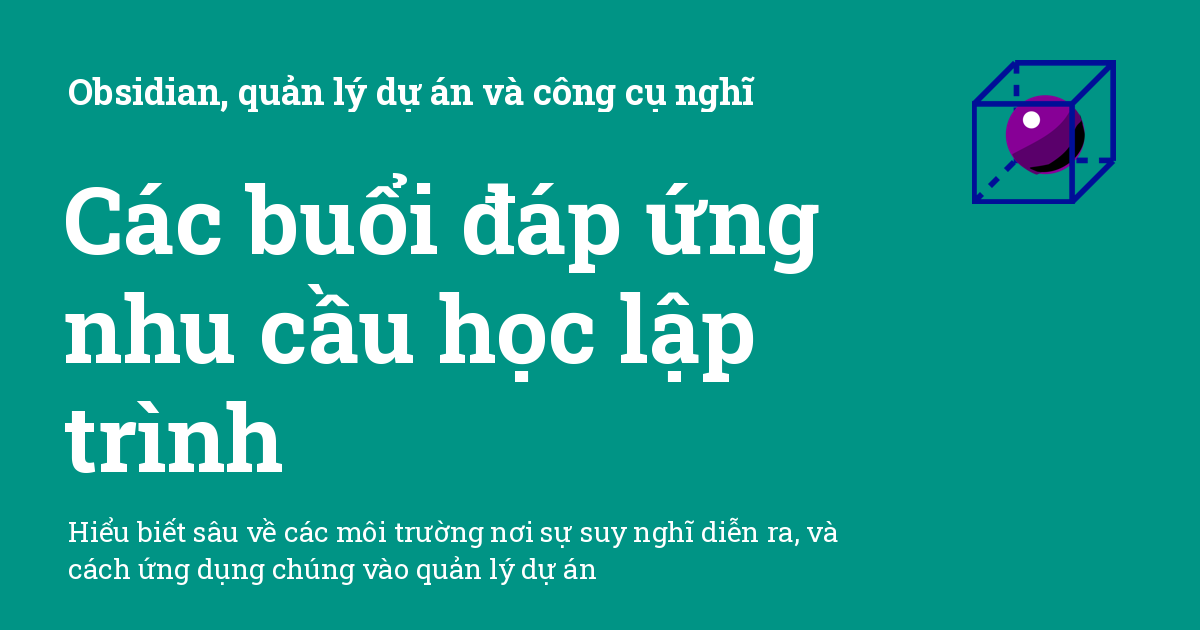 Obsidian, quản lý dự án và công cụ nghĩ
Các buổi đáp ứng
nhu cầu học lập
trình
Hiểu biết sâu về các môi trường nơi sự suy nghĩ diễn ra, và
cách ứng dụng chúng vào quản lý dự án